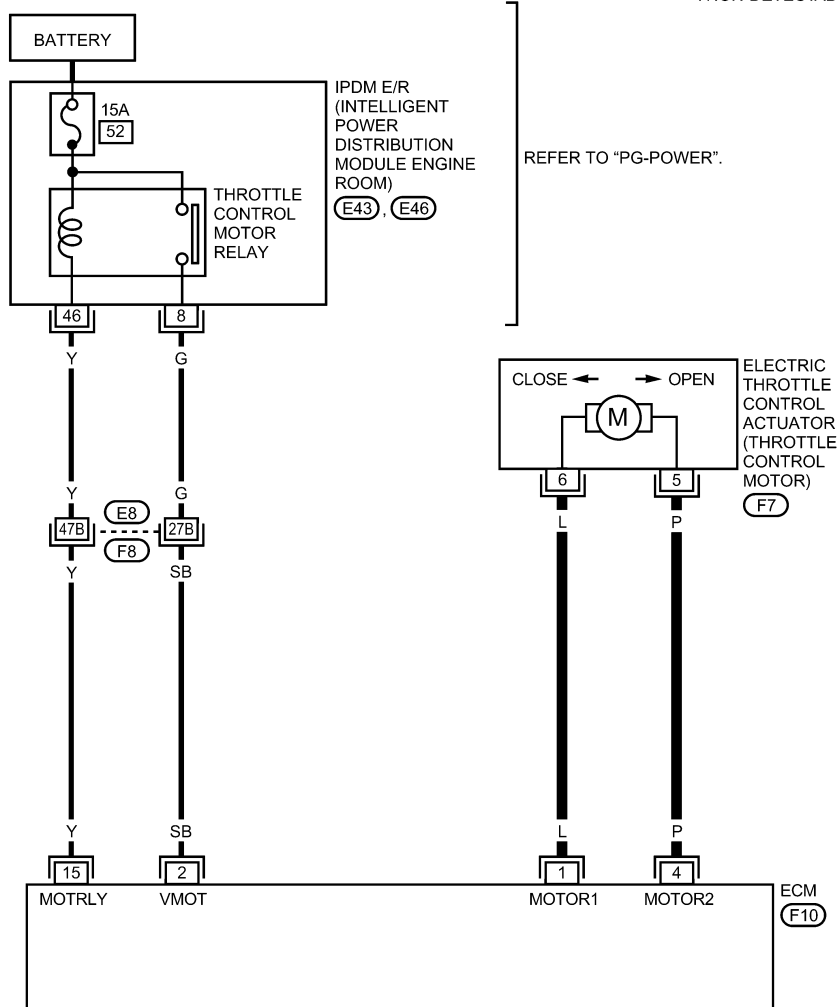 BATTERY
15A
52
IPDM E/R
(INTELLIGENT
POWER
DISTRIBUTION
MODULE ENGINE
ROOM)
E43 , E46
REFER TO “PG-POWER”.
THROTTLE
CONTROL
MOTOR
RELAY
46
8
Y
G
CLOSE
OPEN
M
ELECTRIC
THROTTLE
CONTROL
ACTUATOR
(THROTTLE
CONTROL
MOTOR)
F7
6
5
L
P
Y
G
47B
E8
F8
27B
Y
SB
Y
SB
L
P
15
2
1
4
MOTRLY
VMOT
MOTOR1
MOTOR2
ECM
F10